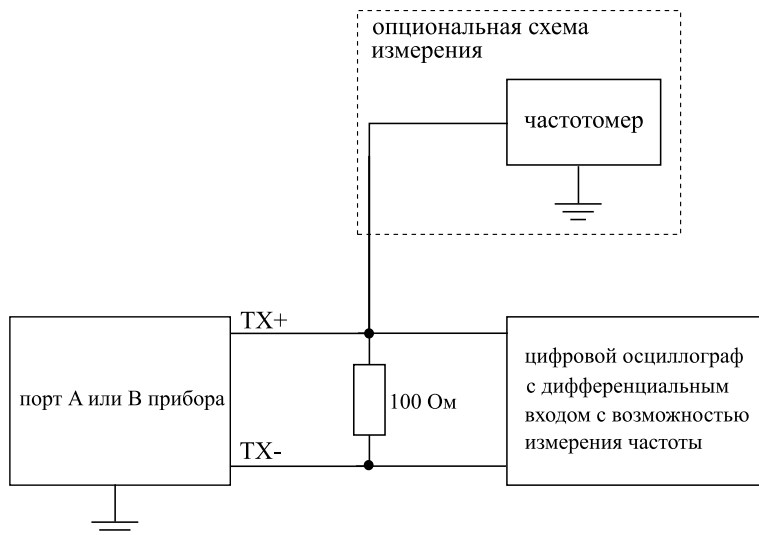 опциональная схема
измерения
частотомер
TX+
порт А или В прибора
100 Ом
TX-
цифровой осциллограф
с дифференциальным
входом с возможностью
измерения частоты